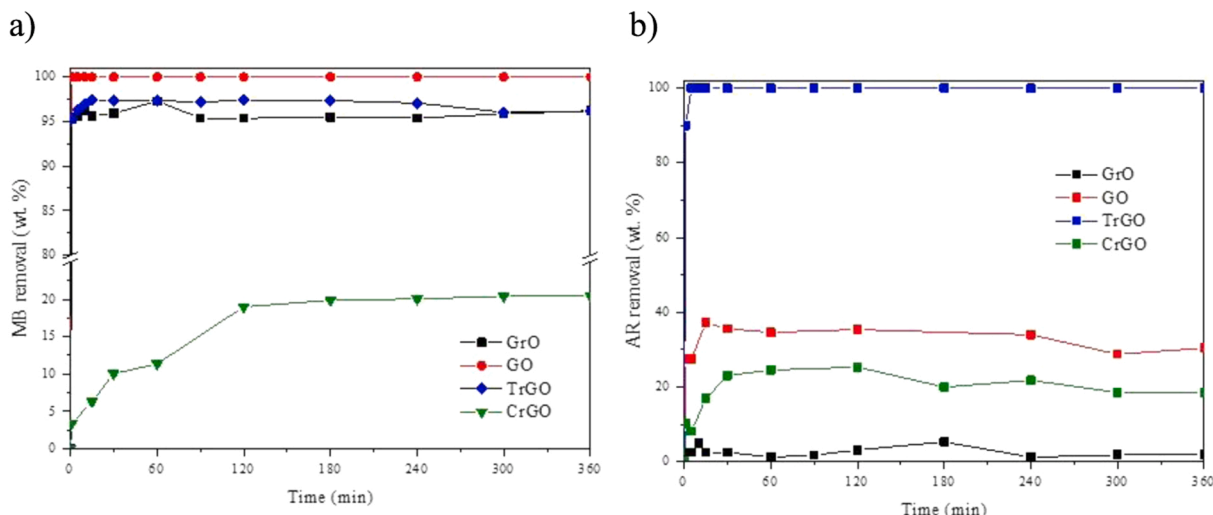 a)
100
95
90
85
80
20
15
10
5
0
MB removal (wt. %)
GrO
GO
TrGO
CrGO
0 60 120 180 240 300 360
Time (min)
b)
100
80
60
40
20
0
AR removal (wt. %)
GrO
GO
TrGO
CrGO
0 60 120 180 240 300 360
Time (min)